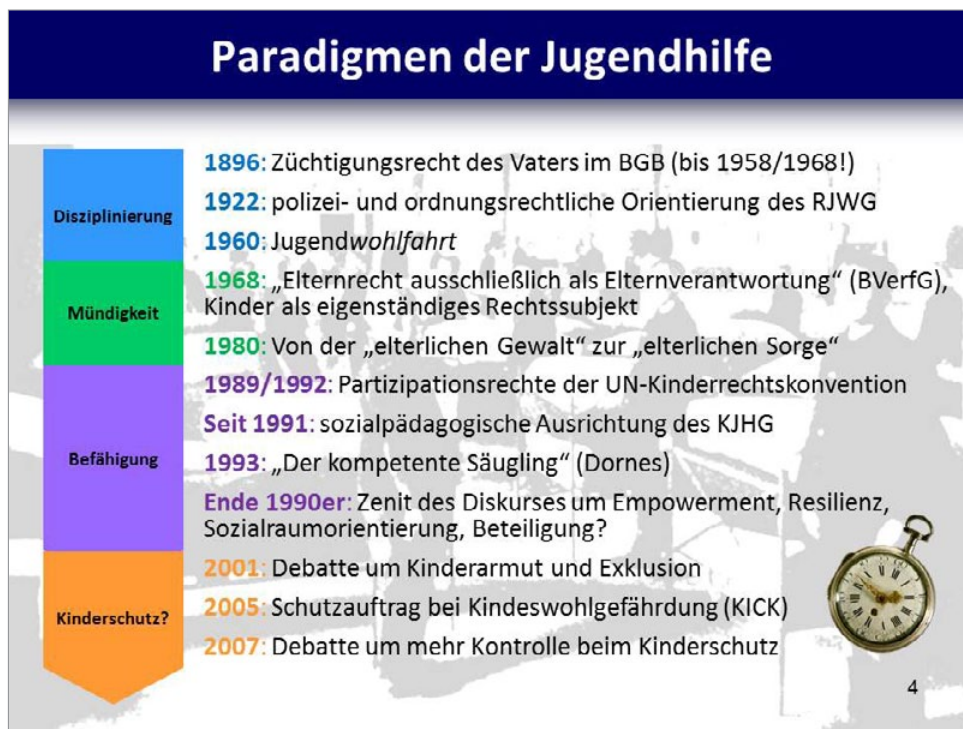 Paradigmen der Jugendhilfe
Disziplinierung
1896: Züchtigungsrecht des Vaters im BGB (bis 1958/1968!)
1922: polizei- und ordnungsrechtliche Orientierung des RJWG
1960: Jugendwohlfahrt
Mündigkeit
1968: „Elternrecht ausschließlich als Elternverantwortung“ (BVerfG),
Kinder als eigenständiges Rechtssubjekt
1980: Von der „elterlichen Gewalt“ zur „elterlichen Sorge“
Befähigung
1989/1992: Partizipationsrechte der UN-Kinderrechtskonvention
Seit 1991: sozialpädagogische Ausrichtung des KJHG
1993: „Der kompetente Säugling“ (Dornes)
Ende 1990er: Zenit des Diskurses um Empowerment, Resilienz,
Sozialraumorientierung, Beteiligung?
Kinderschutz?
2001: Debatte um Kinderarmut und Exklusion
2005: Schutzauftrag bei Kindeswohlgefährdung (KICK)
2007: Debatte um mehr Kontrolle beim Kinderschutz
4